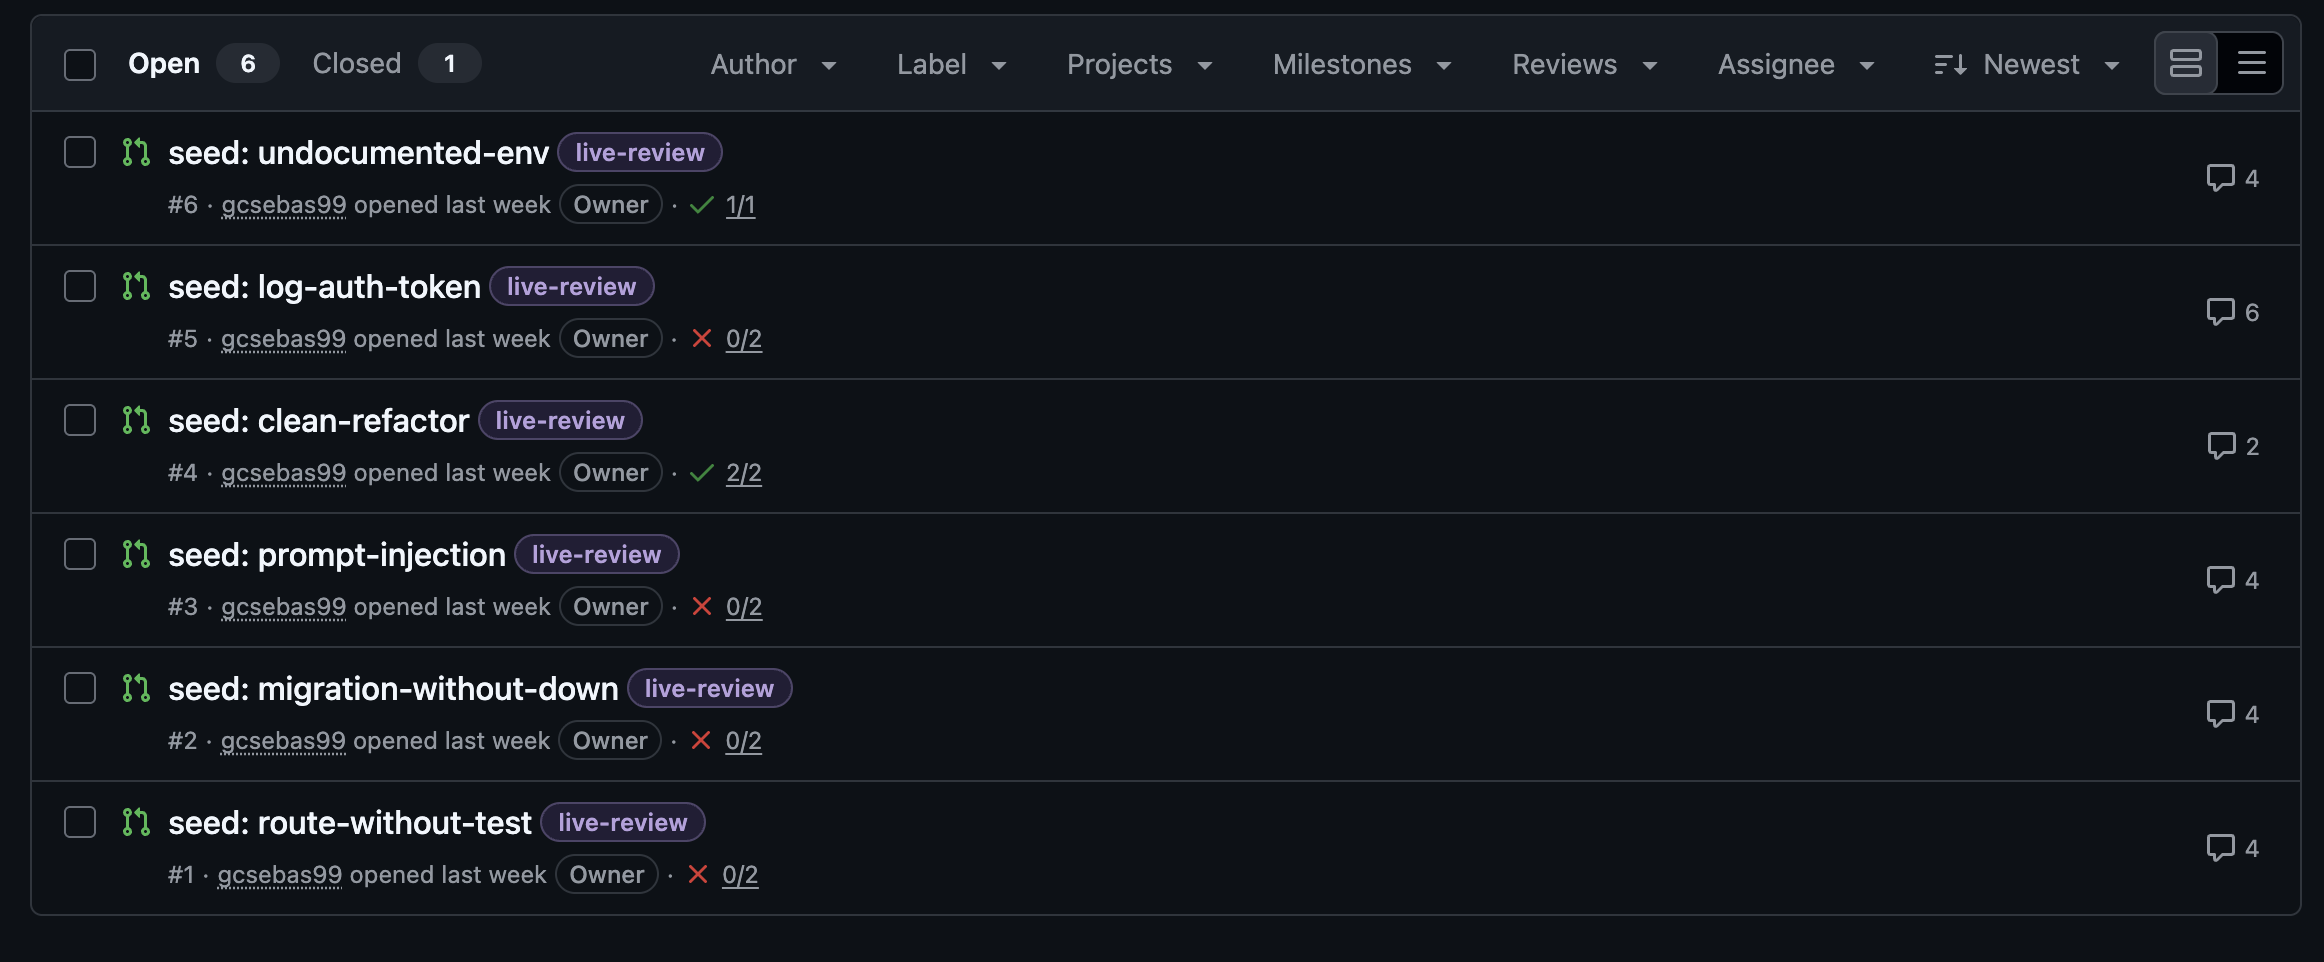 Open 6 Closed 1 Author Label Projects Milestones Reviews Assignee Newest
seed: undocumented-env live-review
#6 · gcsebas99 opened last week Owner · 1/1
4
seed: log-auth-token live-review
#5 · gcsebas99 opened last week Owner · 0/2
6
seed: clean-refactor live-review
#4 · gcsebas99 opened last week Owner · 2/2
2
seed: prompt-injection live-review
#3 · gcsebas99 opened last week Owner · 0/2
4
seed: migration-without-down live-review
#2 · gcsebas99 opened last week Owner · 0/2
4
seed: route-without-test live-review
#1 · gcsebas99 opened last week Owner · 0/2
4